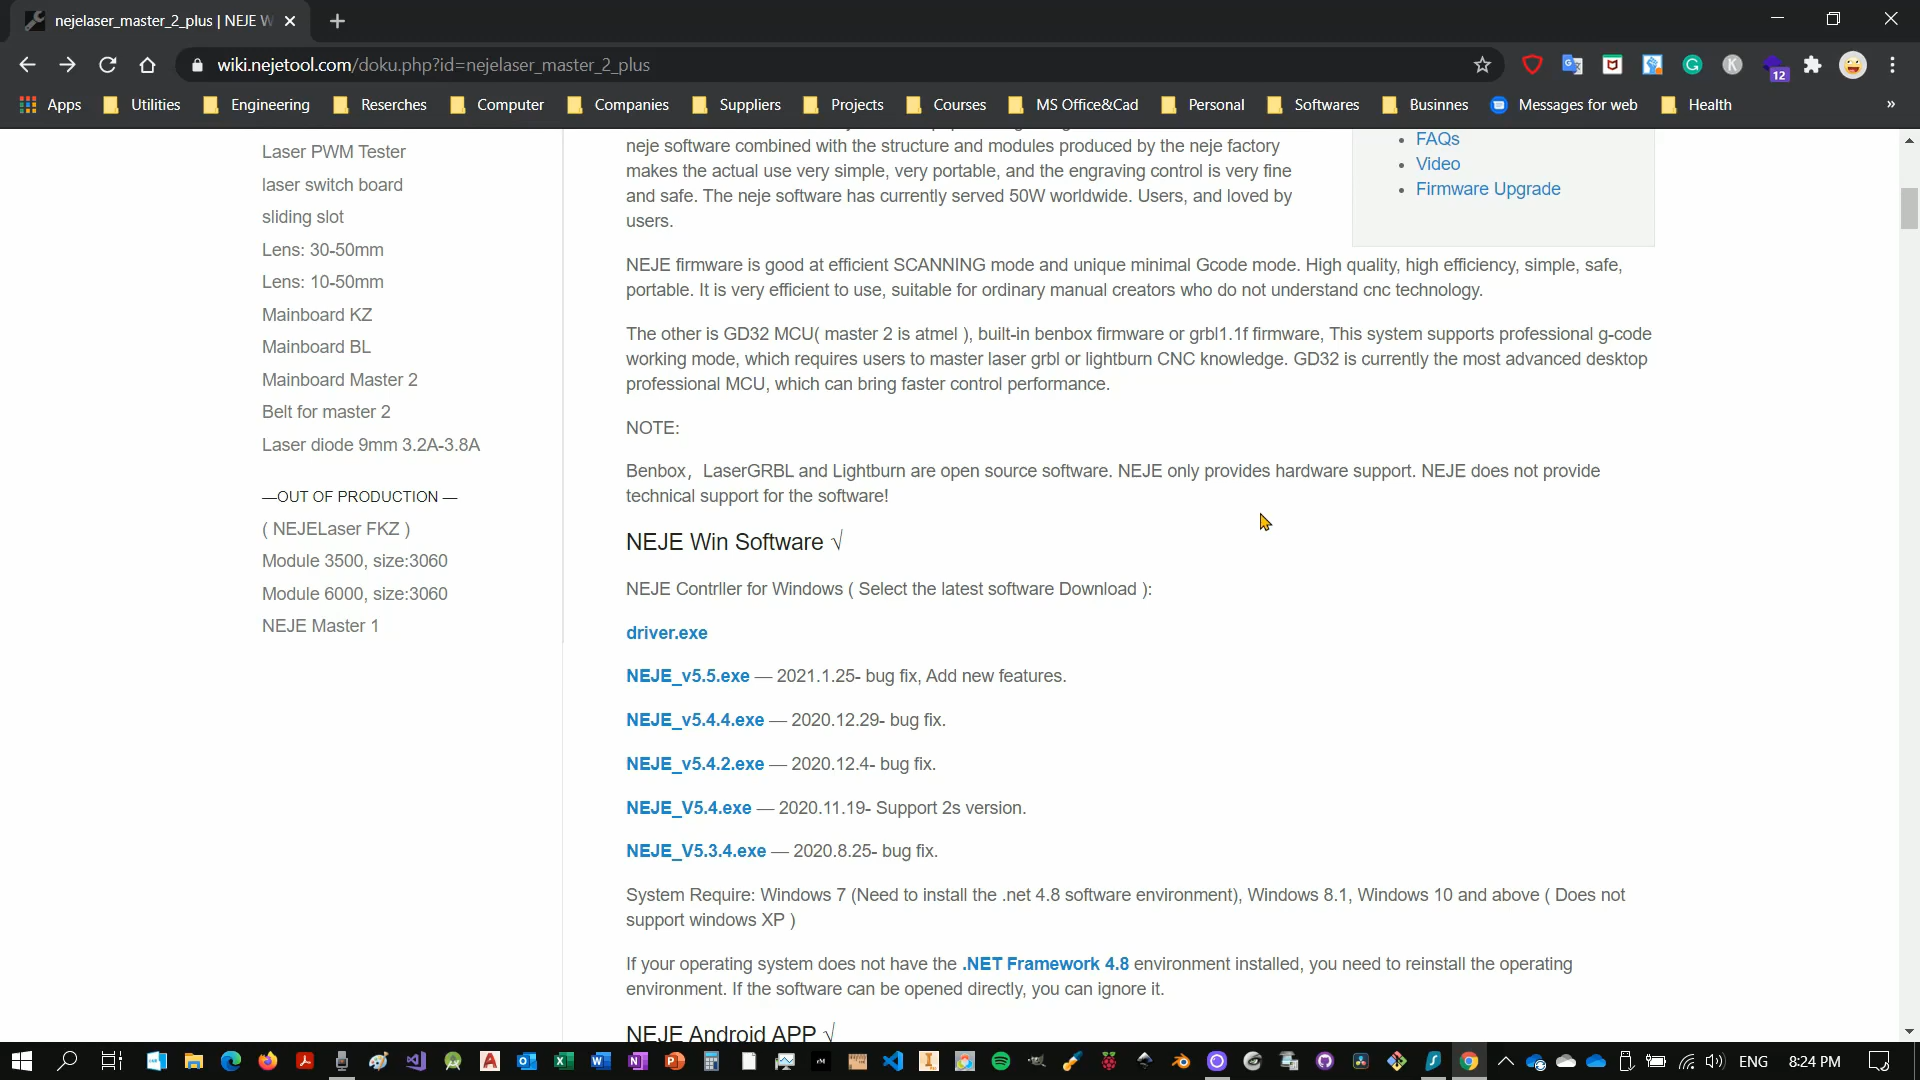 nejelaser_master_2_plus | NEJE W
wiki.nejetool.com/doku.php?id=nejelaser_master_2_plus
12
Apps
Utilities
Engineering
Reserches
Computer
Companies
Suppliers
Projects
Courses
MS Office&Cad
Personal
Softwares
Businnes
Messages for web
Health
»
Laser PWM Tester
laser switch board
sliding slot
Lens: 30-50mm
Lens: 10-50mm
Mainboard KZ
Mainboard BL
Mainboard Master 2
Belt for master 2
Laser diode 9mm 3.2A-3.8A
—OUT OF PRODUCTION —
( NEJELaser FKZ )
Module 3500, size:3060
Module 6000, size:3060
NEJE Master 1
neje software combined with the structure and modules produced by the neje factory
makes the actual use very simple, very portable, and the engraving control is very fine
and safe. The neje software has currently served 50W worldwide. Users, and loved by
users.
• FAQs
• Video
• Firmware Upgrade
NEJE firmware is good at efficient SCANNING mode and unique minimal Gcode mode. High quality, high efficiency, simple, safe,
portable. It is very efficient to use, suitable for ordinary manual creators who do not understand cnc technology.
The other is GD32 MCU( master 2 is atmel ), built-in benbox firmware or grbl1.1f firmware, This system supports professional g-code
working mode, which requires users to master laser grbl or lightburn CNC knowledge. GD32 is currently the most advanced desktop
professional MCU, which can bring faster control performance.
NOTE:
Benbox，LaserGRBL and Lightburn are open source software. NEJE only provides hardware support. NEJE does not provide
technical support for the software!
NEJE Win Software √
NEJE Contrller for Windows ( Select the latest software Download ):
driver.exe
NEJE_v5.5.exe — 2021.1.25- bug fix, Add new features.
NEJE_v5.4.4.exe — 2020.12.29- bug fix.
NEJE_v5.4.2.exe — 2020.12.4- bug fix.
NEJE_V5.4.exe — 2020.11.19- Support 2s version.
NEJE_V5.3.4.exe — 2020.8.25- bug fix.
System Require: Windows 7 (Need to install the .net 4.8 software environment), Windows 8.1, Windows 10 and above ( Does not
support windows XP )
If your operating system does not have the .NET Framework 4.8 environment installed, you need to reinstall the operating
environment. If the software can be opened directly, you can ignore it.
NEJE Android APP √
ENG
8:24 PM